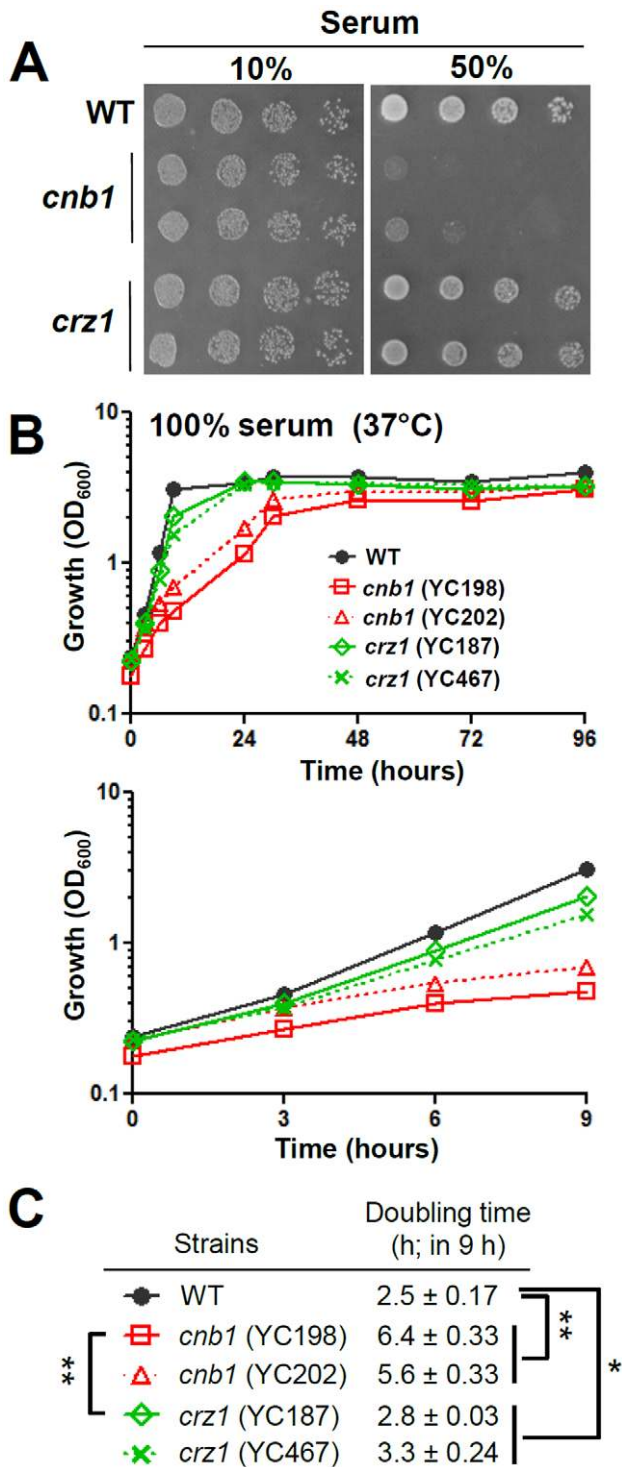 A
Serum
10% 50%
WT
cnb1
crz1
B
100% serum (37°C)
10
1
0.1
Growth (OD600)
WT
cnb1 (YC198)
cnb1 (YC202)
crz1 (YC187)
crz1 (YC467)
0 24 48 72 96
Time (hours)
10
1
0.1
Growth (OD600)
0 3 6 9
Time (hours)
C
Doubling time
Strains (h; in 9 h)
WT 2.5 ± 0.17
cnb1 (YC198) 6.4 ± 0.33
cnb1 (YC202) 5.6 ± 0.33
crz1 (YC187) 2.8 ± 0.03
crz1 (YC467) 3.3 ± 0.24
**
**
*